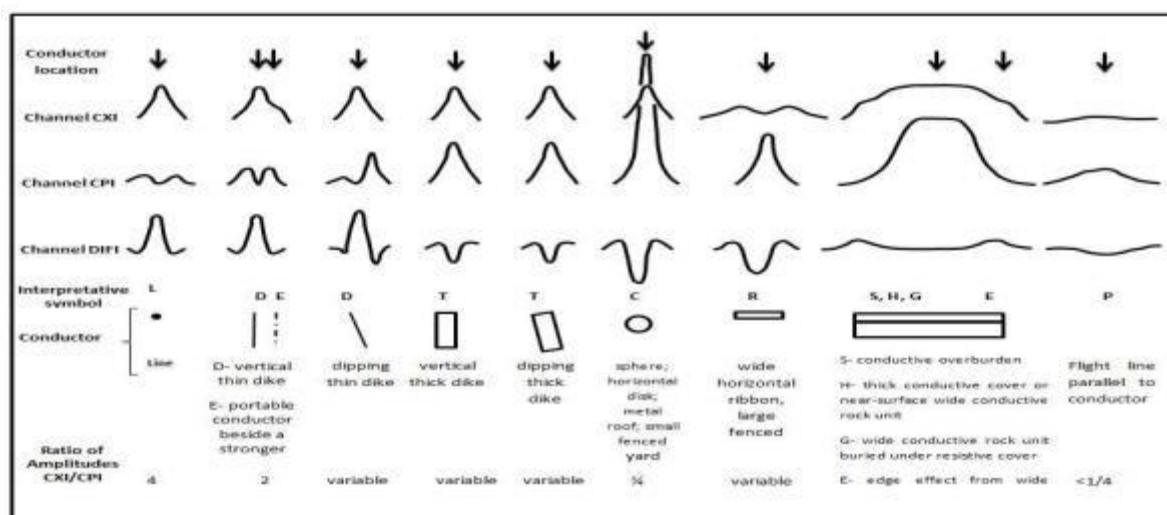 Conductor
location
Channel CXI
Channel CPI
Channel DIFI
Interpretative
symbol
L
D E
D
T
T
C
R
S, H, G
E
P
Conductor
Line
D- vertical
thin dike
E- portable
conductor
beside a
stronger
dipping
thin dike
vertical
thick dike
dipping
thick
dike
sphere;
horizontal
disk;
metal
roof; small
fenced
yard
wide
horizontal
ribbon,
large
fenced
S- conductive overburden
H- thick conductive cover or
near-surface wide conductive
rock unit
G- wide conductive rock unit
buried under resistive cover
E- edge effect from wide
Flight line
parallel to
conductor
Ratio of
Amplitudes
CXI/CPI
4
2
variable
variable
variable
¼
variable
<1/4